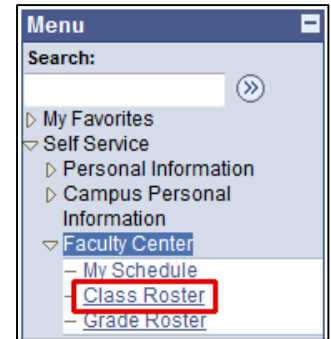 Menu
Search:
My Favorites
Self Service
Personal Information
Campus Personal
Information
Faculty Center
– My Schedule
– Class Roster
– Grade Roster